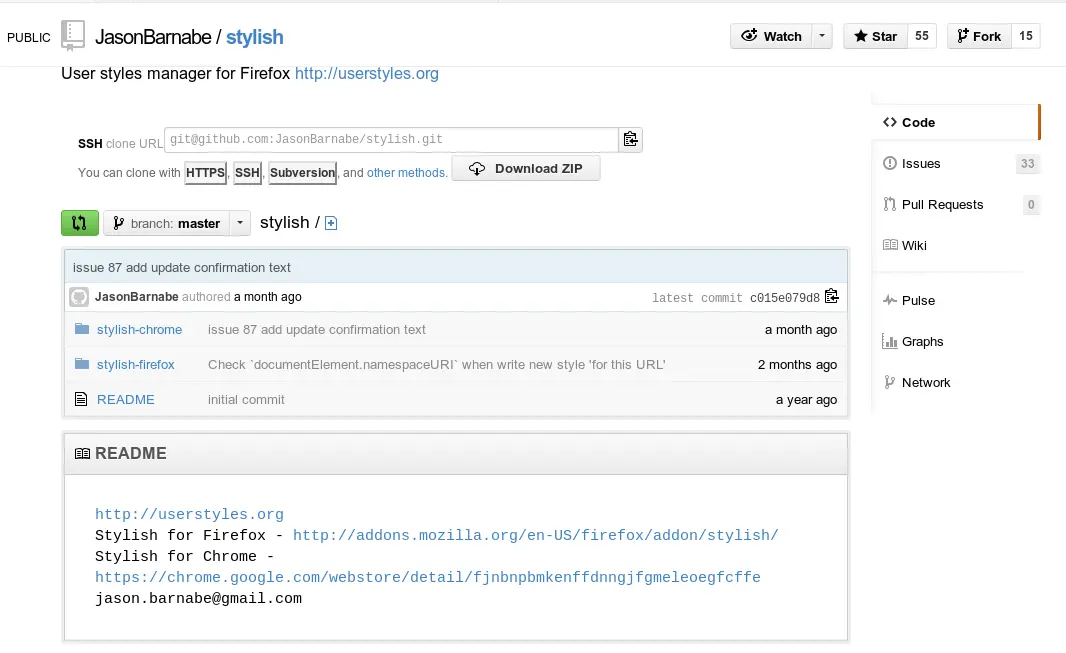 PUBLIC JasonBarnabe / stylish Watch Star 55 Fork 15
User styles manager for Firefox http://userstyles.org
SSH clone URL git@github.com:JasonBarnabe/stylish.git
You can clone with HTTPS, SSH, Subversion, and other methods. Download ZIP
branch: master stylish /
issue 87 add update confirmation text
JasonBarnabe authored a month ago latest commit c015e079d8
stylish-chrome issue 87 add update confirmation text a month ago
stylish-firefox Check `documentElement.namespaceURI` when write new style 'for this URL' 2 months ago
README initial commit a year ago
README
http://userstyles.org
Stylish for Firefox - http://addons.mozilla.org/en-US/firefox/addon/stylish/
Stylish for Chrome -
https://chrome.google.com/webstore/detail/fjnbnpbmkenffdnngjfgmeleoegfcffe
jason.barnabe@gmail.com
Code
Issues 33
Pull Requests 0
Wiki
Pulse
Graphs
Network